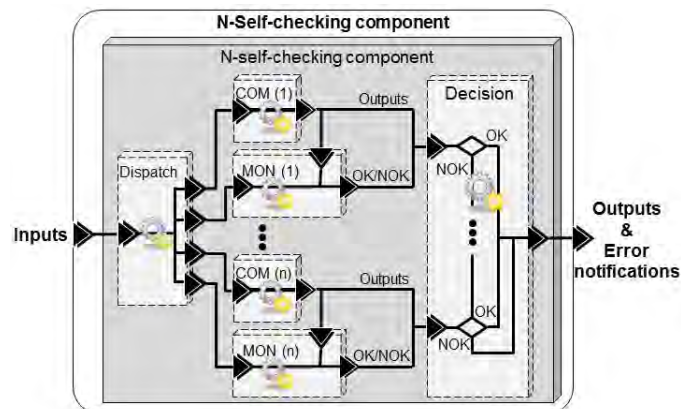 N-Self-checking component
N-self-checking component
COM (1)
Outputs
Decision
OK
Dispatch
MON (1)
OK/NOK
NOK
Inputs
Outputs
&
Error
notifications
COM (n)
Outputs
OK
MON (n)
OK/NOK
NOK